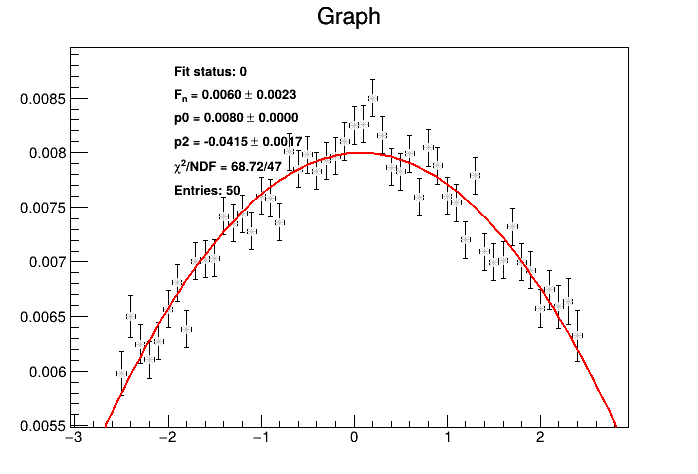 Graph
Fit status: 0
Fn = 0.0060 ± 0.0023
p0 = 0.0080 ± 0.0000
p2 = -0.0415 ± 0.0017
χ²/NDF = 68.72/47
Entries: 50
0.0085
0.008
0.0075
0.007
0.0065
0.006
0.0055
−3 −2 −1 0 1 2